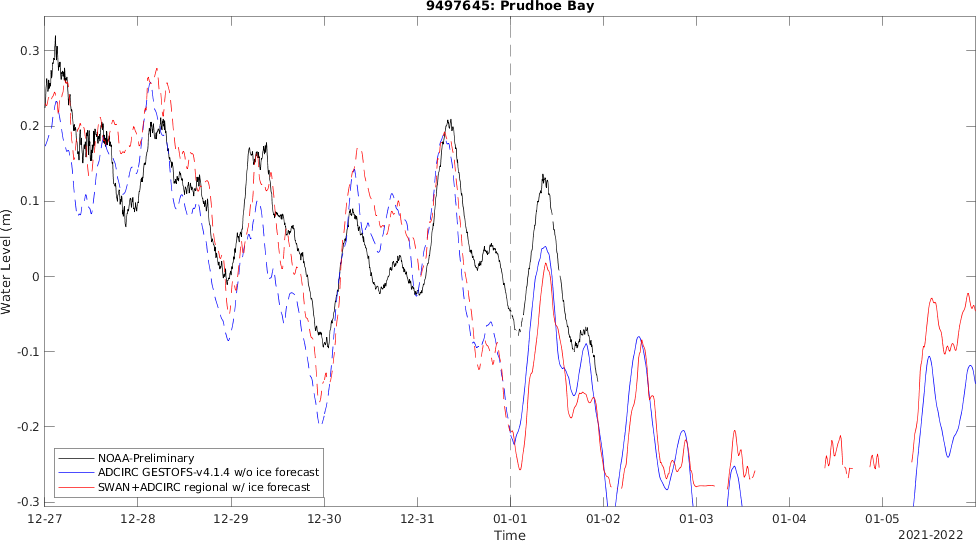 9497645: Prudhoe Bay
Water Level (m)
0.3
0.2
0.1
0
-0.1
-0.2
-0.3
NOAA-Preliminary
ADCIRC GESTOFS-v4.1.4 w/o ice forecast
SWAN+ADCIRC regional w/ ice forecast
12-27 12-28 12-29 12-30 12-31 01-01 01-02 01-03 01-04 01-05
Time
2021-2022